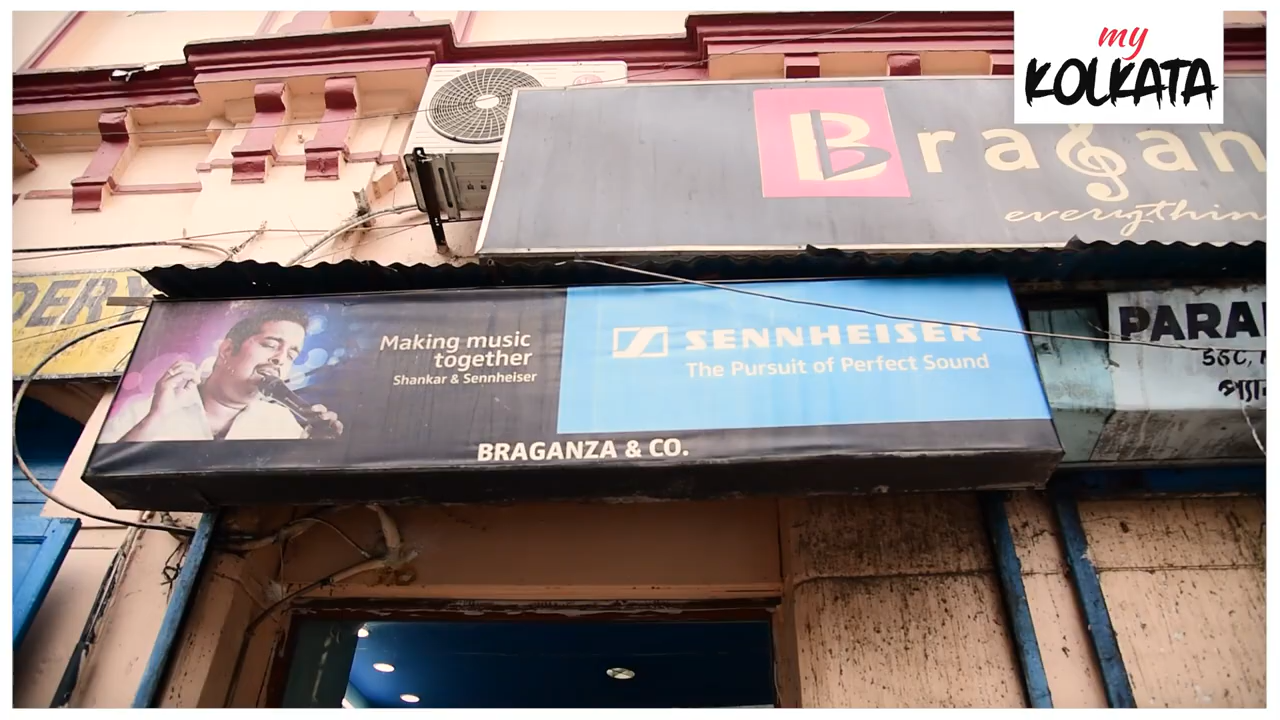 my
KOLKATA
Bragan
everythin
DERY
Making music
together
Shankar & Sennheiser
SENNHEISER
The Pursuit of Perfect Sound
BRAGANZA & CO.
PARA
56C,